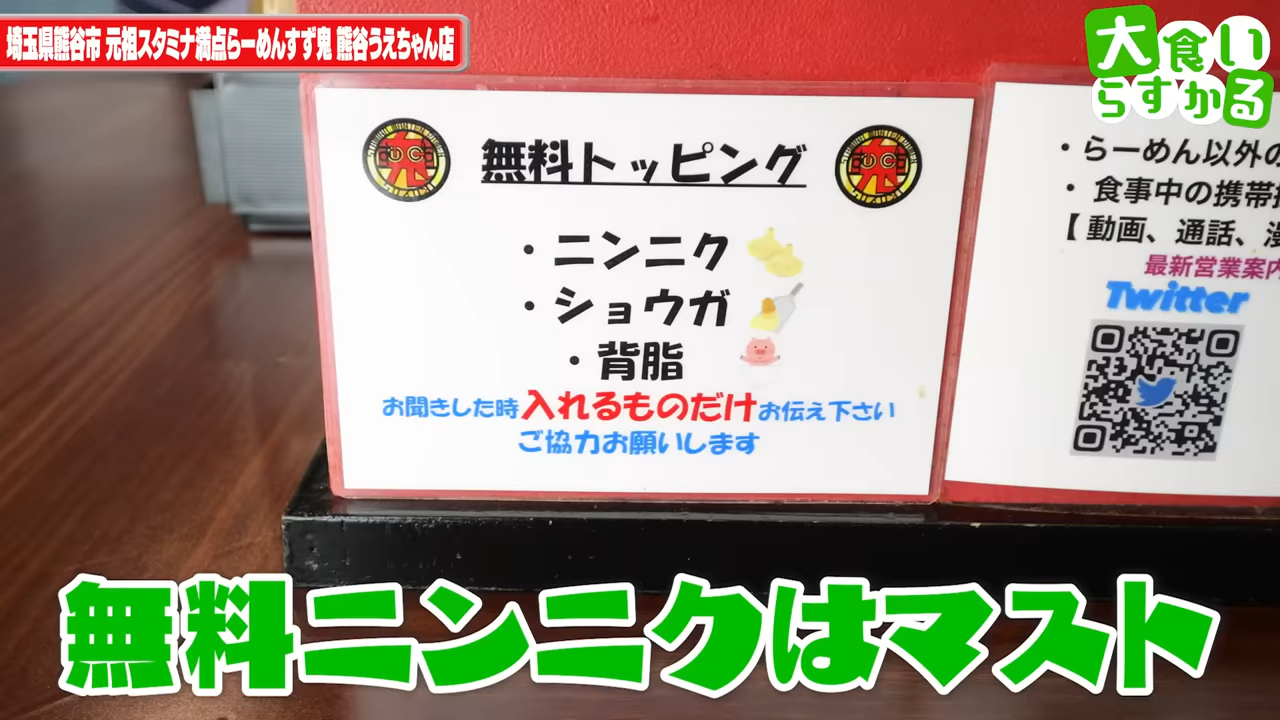 埼玉県熊谷市 元祖スタミナ満点らーめんすず鬼 熊谷うえちゃん店
大食い
らすかる
無料トッピング
・ニンニク
・ショウガ
・背脂
お聞きした時入れるものだけお伝え下さい
ご協力お願いします
・らーめん以外の
・食事中の携帯
【動画、通話、漫
最新営業案内
Twitter
無料ニンニクはマスト